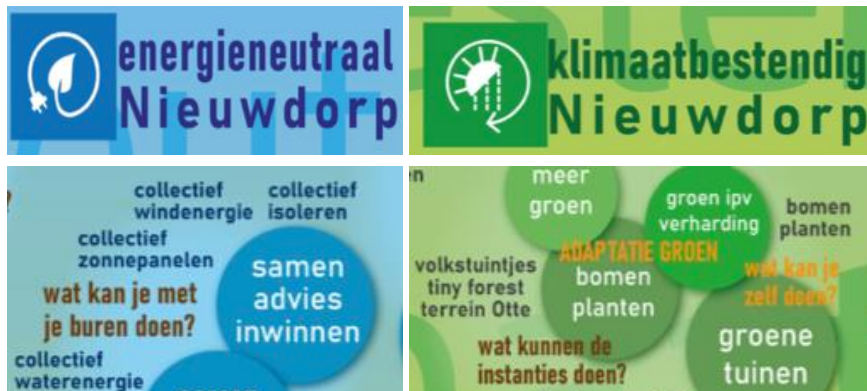 energieneutraal
Nieuwdorp
klimaatbestendig
Nieuwdorp
collectief
windenergie
collectief
isoleren
collectief
zonnepanelen
samen
advies
inwinnen
wat kan je met
je buren doen?
collectief
waterenergie
meer
groen
groen ipv
verharding
bomen
planten
ADAPTATIE GROEN
volkstuintjes
tiny forest
terrein Otte
bomen
planten
wat kan je
zelf doen?
wat kunnen de
instanties doen?
groene
tuinen